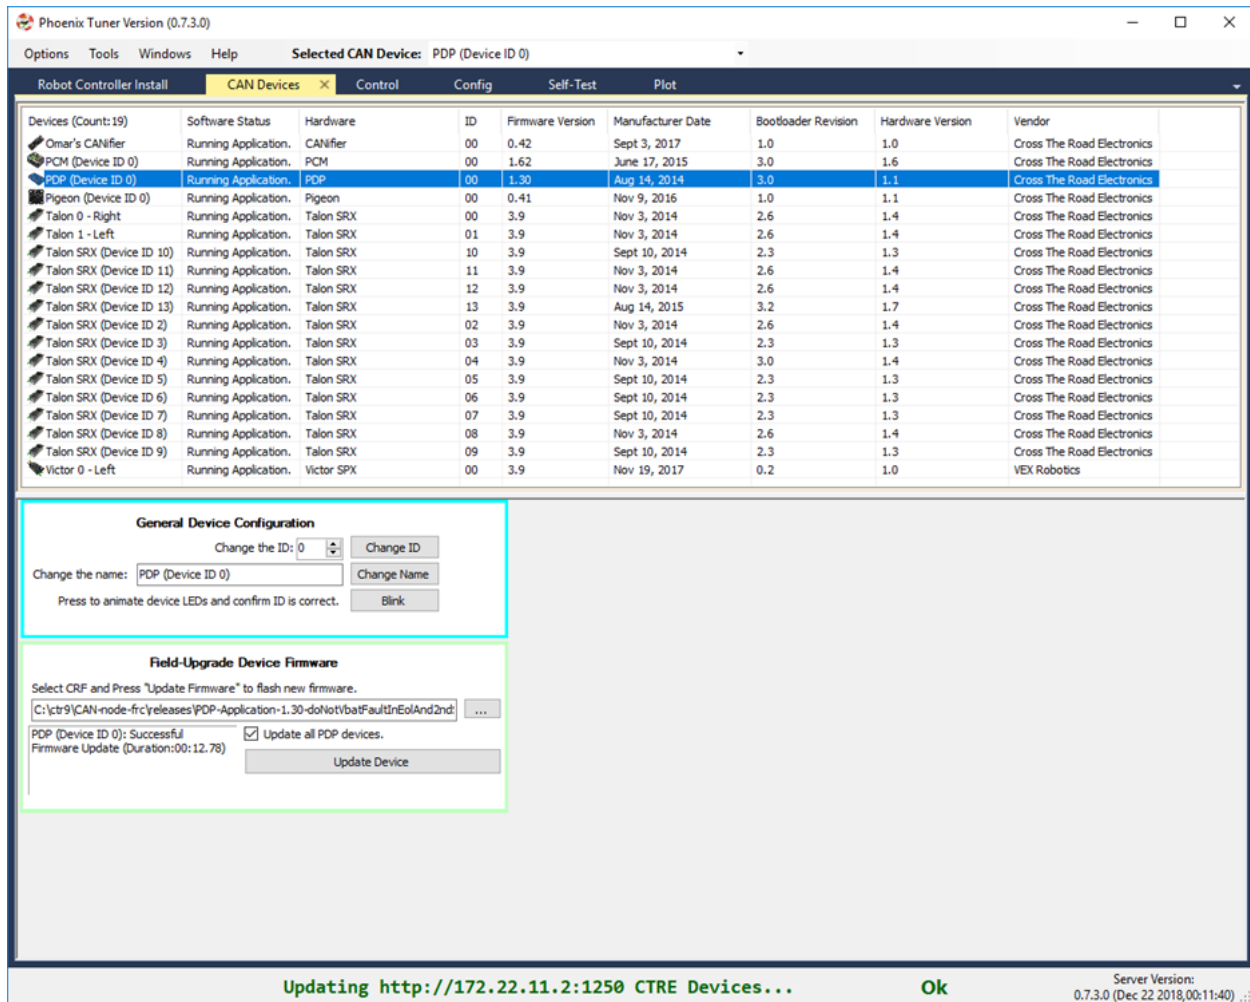 Phoenix Tuner Version (0.7.3.0)
Options Tools Windows Help Selected CAN Device: PDP (Device ID 0)
Robot Controller Install CAN Devices Control Config Self-Test Plot
Devices (Count:19) Software Status Hardware ID Firmware Version Manufacturer Date Bootloader Revision Hardware Version Vendor
Omar's CANifier Running Application. CANifier 00 0.42 Sept 3, 2017 1.0 1.0 Cross The Road Electronics
PCM (Device ID 0) Running Application. PCM 00 1.62 June 17, 2015 3.0 1.6 Cross The Road Electronics
PDP (Device ID 0) Running Application. PDP 00 1.30 Aug 14, 2014 3.0 1.1 Cross The Road Electronics
Pigeon (Device ID 0) Running Application. Pigeon 00 0.41 Nov 9, 2016 1.0 1.1 Cross The Road Electronics
Talon 0 - Right Running Application. Talon SRX 00 3.9 Nov 3, 2014 2.6 1.4 Cross The Road Electronics
Talon 1 - Left Running Application. Talon SRX 01 3.9 Nov 3, 2014 2.6 1.4 Cross The Road Electronics
Talon SRX (Device ID 10) Running Application. Talon SRX 10 3.9 Sept 10, 2014 2.3 1.3 Cross The Road Electronics
Talon SRX (Device ID 11) Running Application. Talon SRX 11 3.9 Nov 3, 2014 2.6 1.4 Cross The Road Electronics
Talon SRX (Device ID 12) Running Application. Talon SRX 12 3.9 Nov 3, 2014 2.6 1.4 Cross The Road Electronics
Talon SRX (Device ID 13) Running Application. Talon SRX 13 3.9 Aug 14, 2015 3.2 1.7 Cross The Road Electronics
Talon SRX (Device ID 2) Running Application. Talon SRX 02 3.9 Nov 3, 2014 2.6 1.4 Cross The Road Electronics
Talon SRX (Device ID 3) Running Application. Talon SRX 03 3.9 Sept 10, 2014 2.3 1.3 Cross The Road Electronics
Talon SRX (Device ID 4) Running Application. Talon SRX 04 3.9 Nov 3, 2014 3.0 1.4 Cross The Road Electronics
Talon SRX (Device ID 5) Running Application. Talon SRX 05 3.9 Sept 10, 2014 2.3 1.3 Cross The Road Electronics
Talon SRX (Device ID 6) Running Application. Talon SRX 06 3.9 Sept 10, 2014 2.3 1.3 Cross The Road Electronics
Talon SRX (Device ID 7) Running Application. Talon SRX 07 3.9 Sept 10, 2014 2.3 1.3 Cross The Road Electronics
Talon SRX (Device ID 8) Running Application. Talon SRX 08 3.9 Nov 3, 2014 2.6 1.4 Cross The Road Electronics
Talon SRX (Device ID 9) Running Application. Talon SRX 09 3.9 Sept 10, 2014 2.3 1.3 Cross The Road Electronics
Victor 0 - Left Running Application. Victor SPX 00 3.9 Nov 19, 2017 0.2 1.0 VEX Robotics
General Device Configuration
Change the ID: 0 Change ID
Change the name: PDP (Device ID 0) Change Name
Press to animate device LEDs and confirm ID is correct. Blink
Field-Upgrade Device Firmware
Select CRF and Press "Update Firmware" to flash new firmware.
C:\ctr9\CAN-node-frc\releases\PDP-Application-1.30-doNotVbatFaultInEolAnd2nd: ...
PDP (Device ID 0): Successful
Firmware Update (Duration:00:12.78)
Update all PDP devices.
Update Device
Updating http://172.22.11.2:1250 CTRE Devices... Ok
Server Version:
0.7.3.0 (Dec 22 2018,00:11:40)